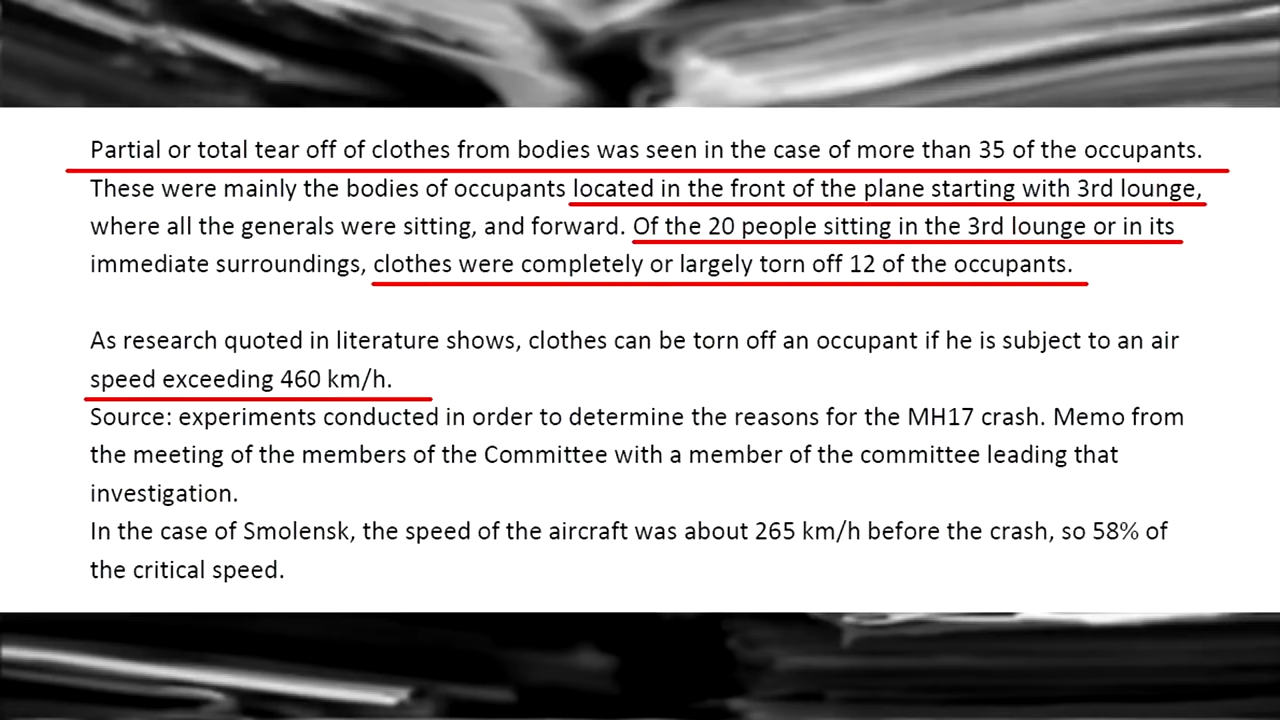 Partial or total tear off of clothes from bodies was seen in the case of more than 35 of the occupants.
These were mainly the bodies of occupants located in the front of the plane starting with 3rd lounge,
where all the generals were sitting, and forward. Of the 20 people sitting in the 3rd lounge or in its
immediate surroundings, clothes were completely or largely torn off 12 of the occupants.
As research quoted in literature shows, clothes can be torn off an occupant if he is subject to an air
speed exceeding 460 km/h.
Source: experiments conducted in order to determine the reasons for the MH17 crash. Memo from
the meeting of the members of the Committee with a member of the committee leading that
investigation.
In the case of Smolensk, the speed of the aircraft was about 265 km/h before the crash, so 58% of
the critical speed.